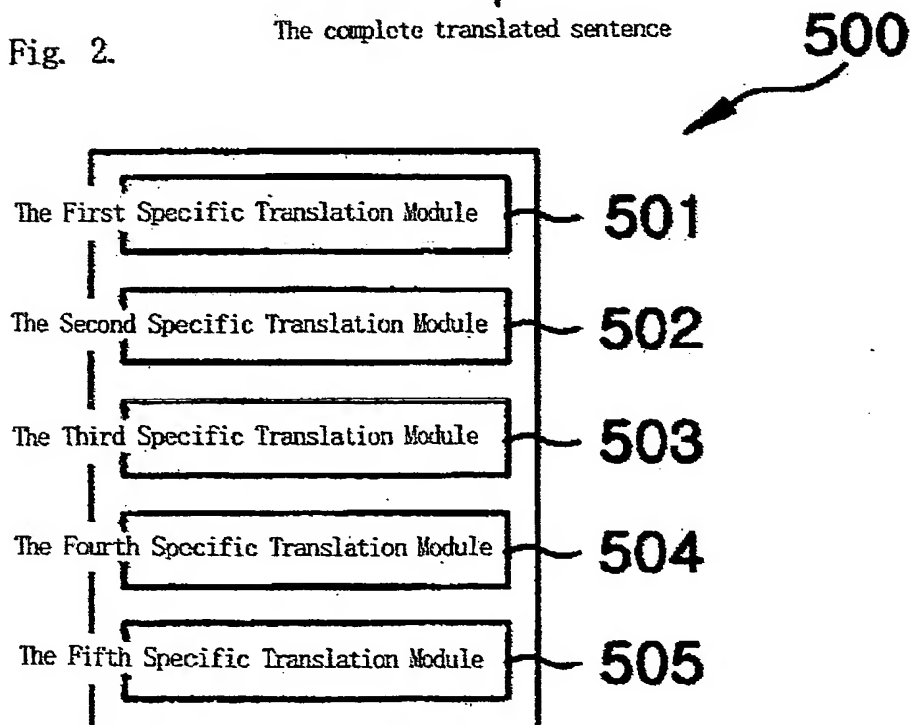 The complete translated sentence
Fig. 2.
500
The First Specific Translation Module 501
The Second Specific Translation Module 502
The Third Specific Translation Module 503
The Fourth Specific Translation Module 504
The Fifth Specific Translation Module 505